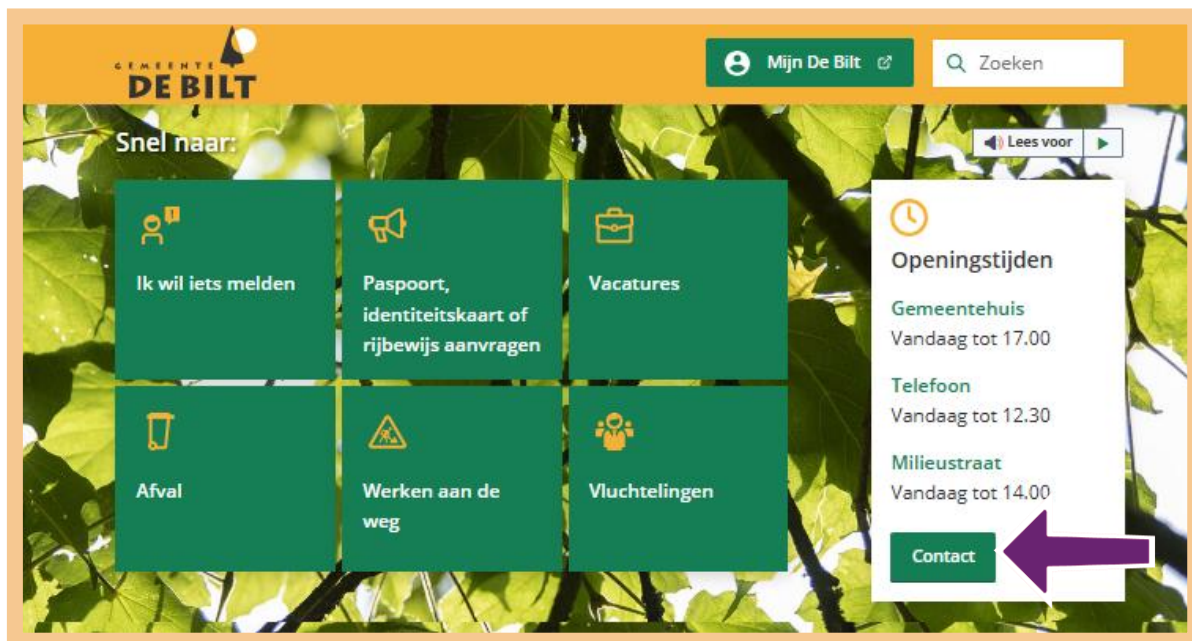 GEMEENTE
DE BILT
Mijn De Bilt
Zoeken
Snel naar:
Lees voor
Ik wil iets melden
Paspoort,
identiteitskaart of
rijbewijs aanvragen
Vacatures
Afval
Werken aan de
weg
Vluchtelingen
Openingstijden
Gemeentehuis
Vandaag tot 17.00
Telefoon
Vandaag tot 12.30
Milieustraat
Vandaag tot 14.00
Contact